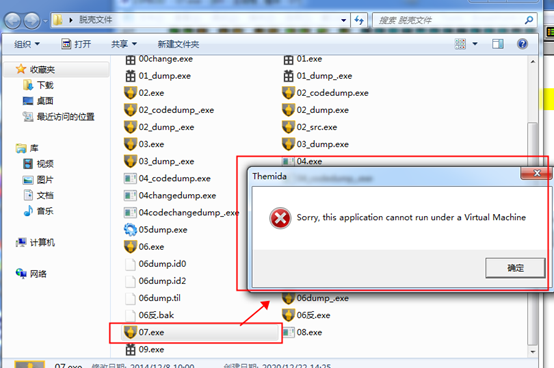 脱壳文件
搜索 脱壳文件
组织 打开 共享 新建文件夹
收藏夹
下载
桌面
最近访问的位置
库
视频
图片
文档
音乐
计算机
网络
00change.exe 01.exe
01_dump.exe 01_dump_.exe
02.exe 02_codedump.exe
02_codedump_.exe 02_dump.exe
02_dump_.exe 02_src.exe
03.exe 03_dump.exe
03_dump_.exe 04.exe
04_codedump.exe
04changedump.exe
04codechangedump_.exe
05dump.exe
06.exe
06dump.id0
06dump.id2
06dump.til 06dump_.exe
06反.bak 06反.exe
07.exe 08.exe
09.exe
Themida
Sorry, this application cannot run under a Virtual Machine
确定
07.exe 修改日期: 2014/12/8 10:00 创建日期: 2020/12/22 14:25